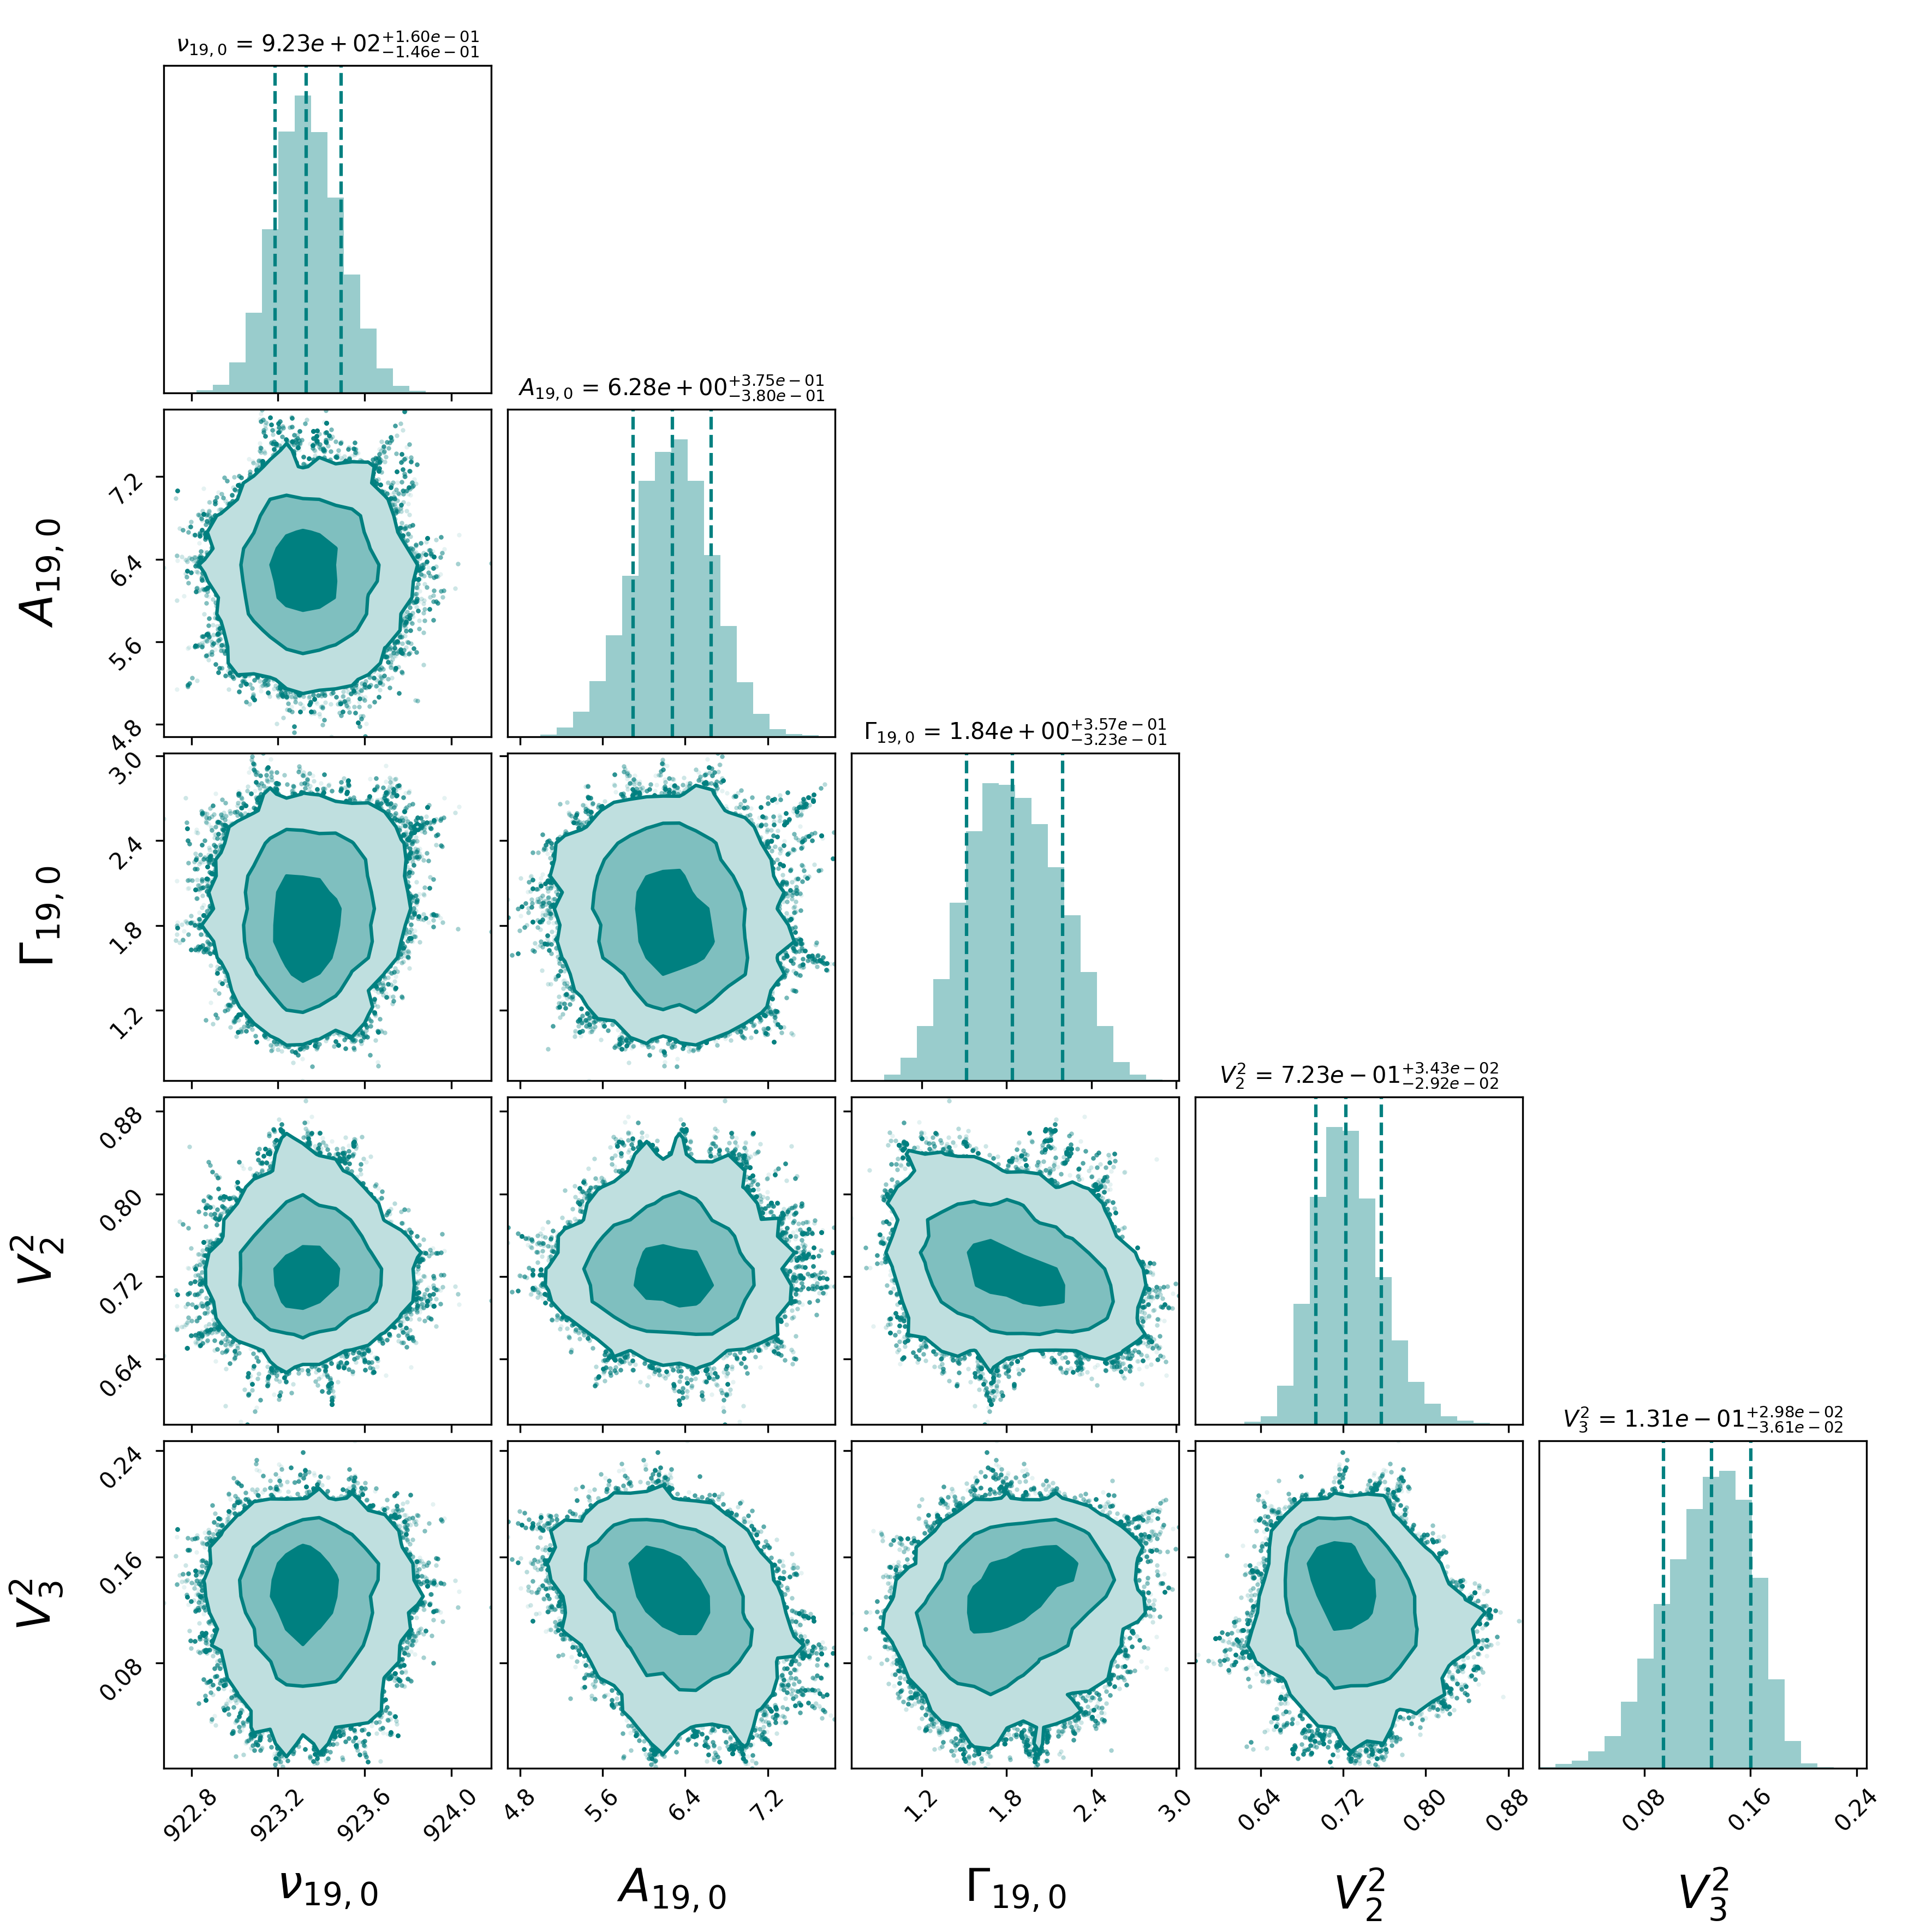 ν19,0 = 9.23e + 02 +1.60e − 01 −1.46e − 01
A19,0 = 6.28e + 00 +3.75e − 01 −3.80e − 01
7.2
6.4
5.6
4.8
A19,0
Γ19,0 = 1.84e + 00 +3.57e − 01 −3.23e − 01
3.0
2.4
1.8
1.2
Γ19,0
V₂² = 7.23e − 01 +3.43e − 02 −2.92e − 02
0.88
0.80
0.72
0.64
V₂²
V₃² = 1.31e − 01 +2.98e − 02 −3.61e − 02
0.24
0.16
0.08
V₃²
922.8 923.2 923.6 924.0 4.8 5.6 6.4 7.2 1.2 1.8 2.4 3.0 0.64 0.72 0.80 0.88 0.08 0.16 0.24
ν19,0 A19,0 Γ19,0 V₂² V₃²